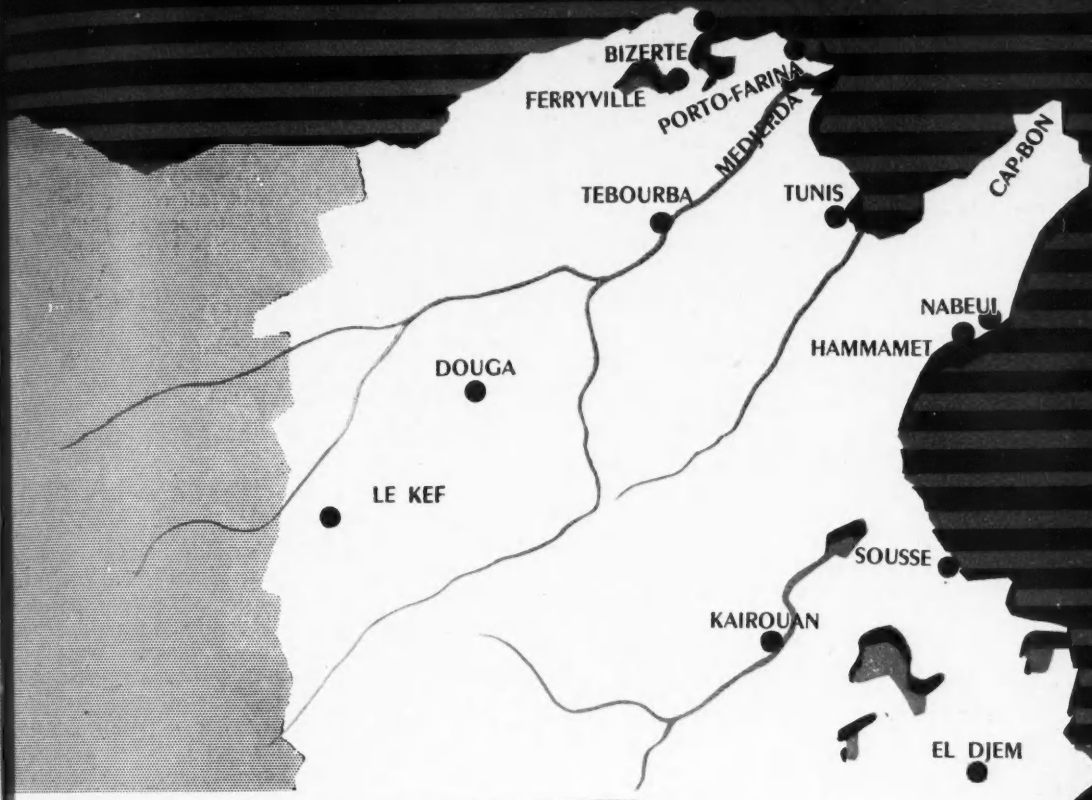 BIZERTE
FERRYVILLE
PORTO-FARINA
MEDJERDA
CAP-BON
TEBOURBA
TUNIS
NABEUL
HAMMAMET
DOUGA
LE KEF
SOUSSE
KAIROUAN
EL DJEM